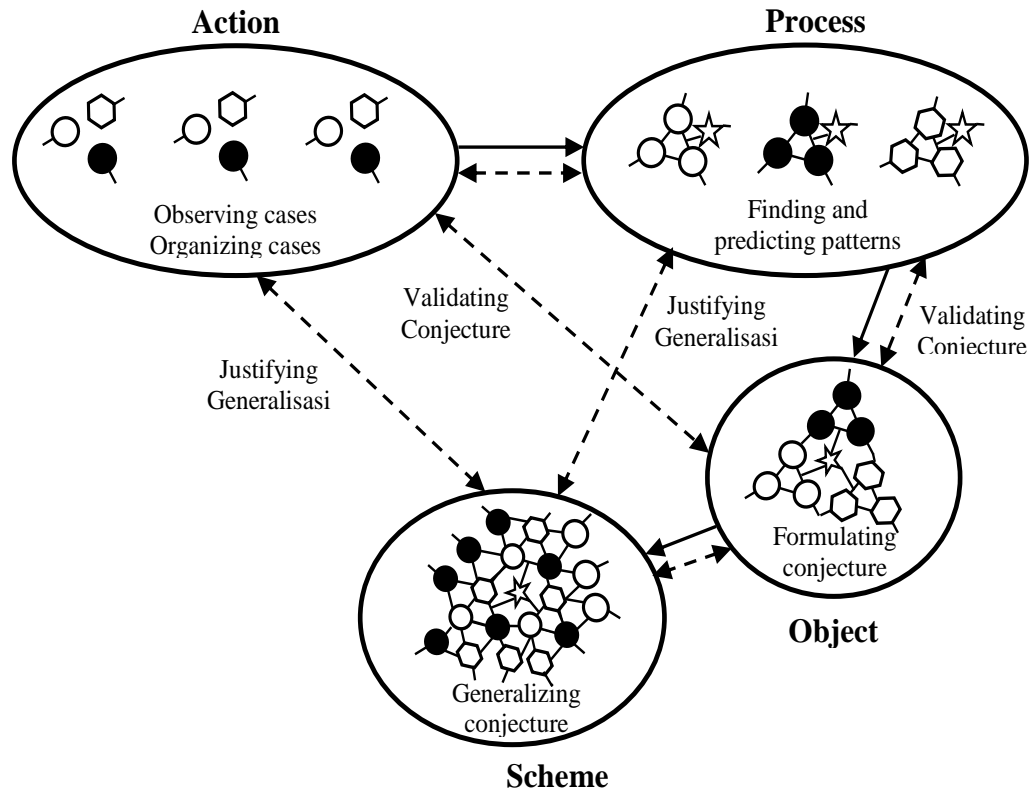 Action
Process
Observing cases
Organizing cases
Finding and
predicting patterns
Validating
Conjecture
Justifying
Generalisasi
Validating
Conjecture
Justifying
Generalisasi
Formulating
conjecture
Object
Generalizing
conjecture
Scheme